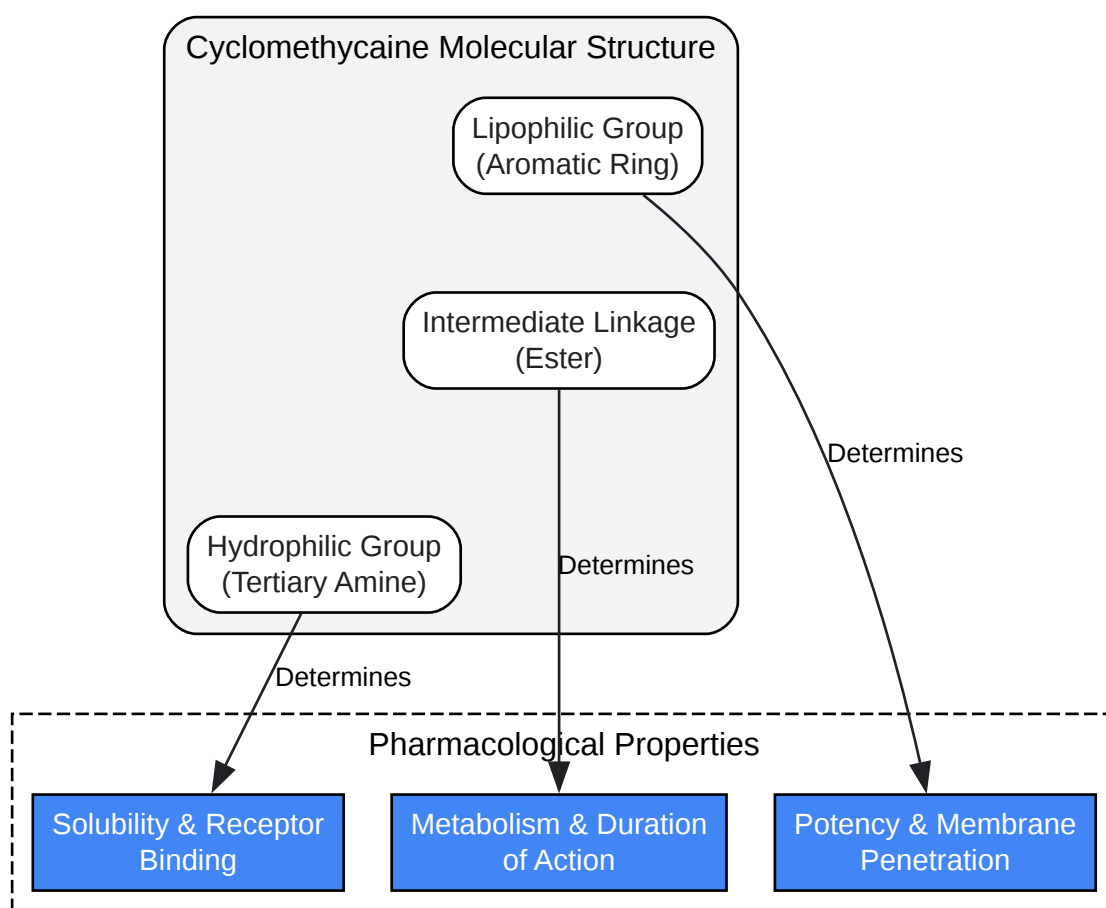 Cyclomethycaine Molecular Structure
Lipophilic Group
(Aromatic Ring)
Intermediate Linkage
(Ester)
Determines
Hydrophilic Group
(Tertiary Amine)
Determines
Determines
Pharmacological Properties
Solubility & Receptor
Binding
Metabolism & Duration
of Action
Potency & Membrane
Penetration